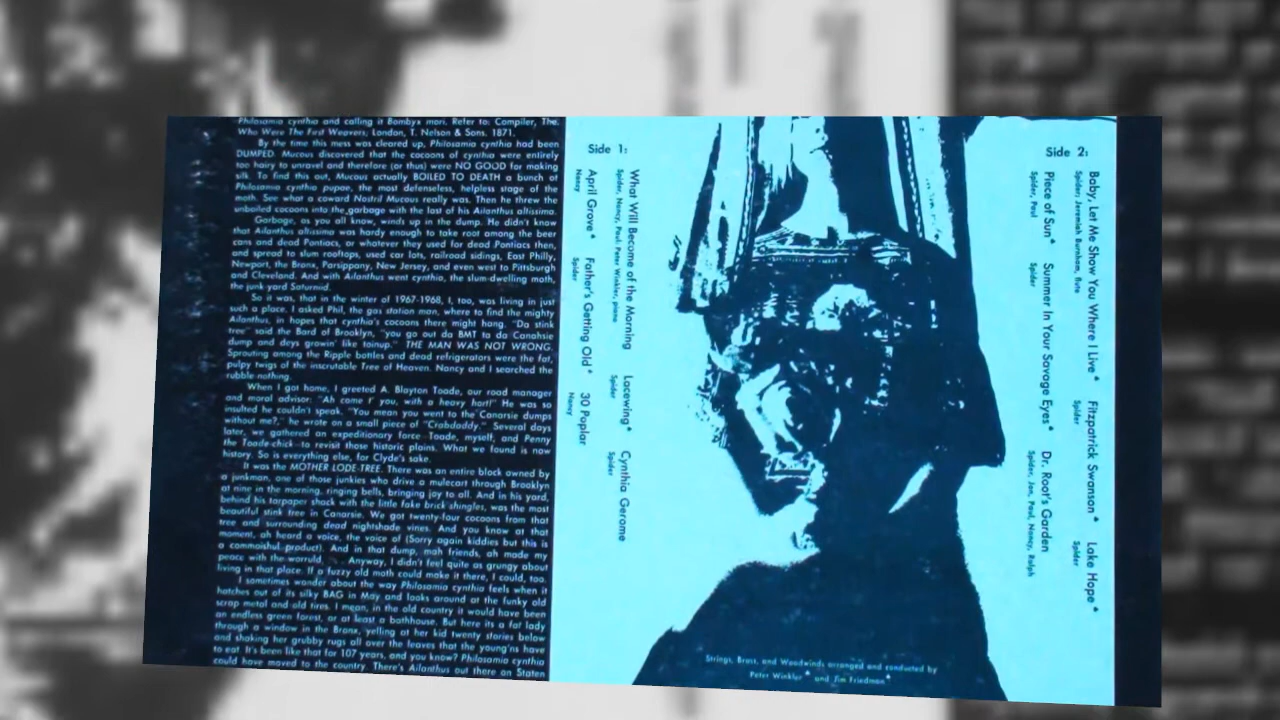 Philosamia cynthia and calling it Bombyx mori. Refer to: Compiler, The.
Who Were The First Weavers, London, T. Nelson & Sons. 1871.
By the time this mess was cleared up, Philosamia cynthia had been
DUMPED. Mucous discovered that the cocoons of cynthia were entirely
too hairy to unravel and therefore (or thus) were NO GOOD for making
silk. To find this out, Mucous actually BOILED TO DEATH a bunch of
Philosamia cynthia pupae, the most defenseless, helpless stage of the
moth. See what a coward Nostril Mucous really was. Then he threw the
unboiled cocoons into the garbage with the last of his Ailanthus altissima.
Garbage, as you all know, winds up in the dump. He didn't know
that Ailanthus altissima was hardy enough to take root among the beer
cans and dead Pontiacs, or whatever they used for dead Pontiacs then,
and spread to slum rooftops, used car lots, railroad sidings, East Philly,
Newport, the Bronx, Parsippany, New Jersey, and even west to Pittsburgh
and Cleveland. And with Ailanthus went cynthia, the slum-dwelling moth,
the junk yard Saturniid.
So it was, that in the winter of 1967-1968, I, too, was living in just
such a place. I asked Phil, the gas station man, where to find the mighty
Ailanthus, in hopes that cynthia's cocoons there might hang. "Da stink
tree" said the Bard of Brooklyn, "you go out da BMT to da Canahsie
dump and deys growin' like toinup." THE MAN WAS NOT WRONG.
Sprouting among the Ripple bottles and dead refrigerators were the fat,
pulpy twigs of the inscrutable Tree of Heaven. Nancy and I searched the
rubble nothing.
When I got home, I greeted A. Blayton Toade, our road manager
and moral advisor: "Ah come t' you, with a heavy hart!" He was so
insulted he couldn't speak. "You mean you went to the Canarsie dumps
without me?," he wrote on a small piece of "Crabdaddy." Several days
later, we gathered an expeditionary force Toade, myself, and Penny
the Toade-chick to revisit those historic plains. What we found is now
history. So is everything else, for Clyde's sake.
It was the MOTHER LODE-TREE. There was an entire block owned by
a junkman, one of those junkies who drive a mulecart through Brooklyn
at nine in the morning, ringing bells, bringing joy to all. And in his yard,
behind his tarpaper shack with the little fake brick shingles, was the most
beautiful stink tree in Canarsie. We got twenty-four cocoons from that
tree and surrounding dead nightshade vines. And you know at that
moment, ah heard a voice, the voice of (Sorry again kiddies but this is
a commoishul product). And in that dump, mah friends, ah made my
peace with the worruld. . . Anyway, I didn't feel quite as grungy about
living in that place. If a fuzzy old moth could make it there, I could, too.
I sometimes wonder about the way Philosamia cynthia feels when it
hatches out of its silky BAG in May and looks around at the funky old
scrap metal and old tires. I mean, in the old country it would have been
an endless green forest, or at least a bathhouse. But here its a fat lady
through a window in the Bronx, yelling at her kid twenty stories below
and shaking her grubby rugs all over the leaves that the young'ns have
to eat. It's been like that for 107 years, and you know? Philosamia cynthia
could have moved to the country. There's Ailanthus out there on Staten
Side 1:
What Will Become of the Morning Lacewing* Cynthia Gerome
Spider, Nancy, Paul: Peter Winkler, piano Spider Spider
April Grove* Father's Getting Old* 30 Poplar
Nancy Spider Nancy
Side 2:
Baby, Let Me Show You Where I Live* Fitzpatrick Swanson* Lake Hope*
Spider; Jeremiah Burnham, flute Spider Spider
Piece of Sun* Summer In Your Savage Eyes* Dr. Root's Garden
Spider, Paul Spider Spider, Jon, Paul, Nancy, Ralph
Strings, Brass, and Woodwinds arranged and conducted by
Peter Winkler* and Jim Friedman*